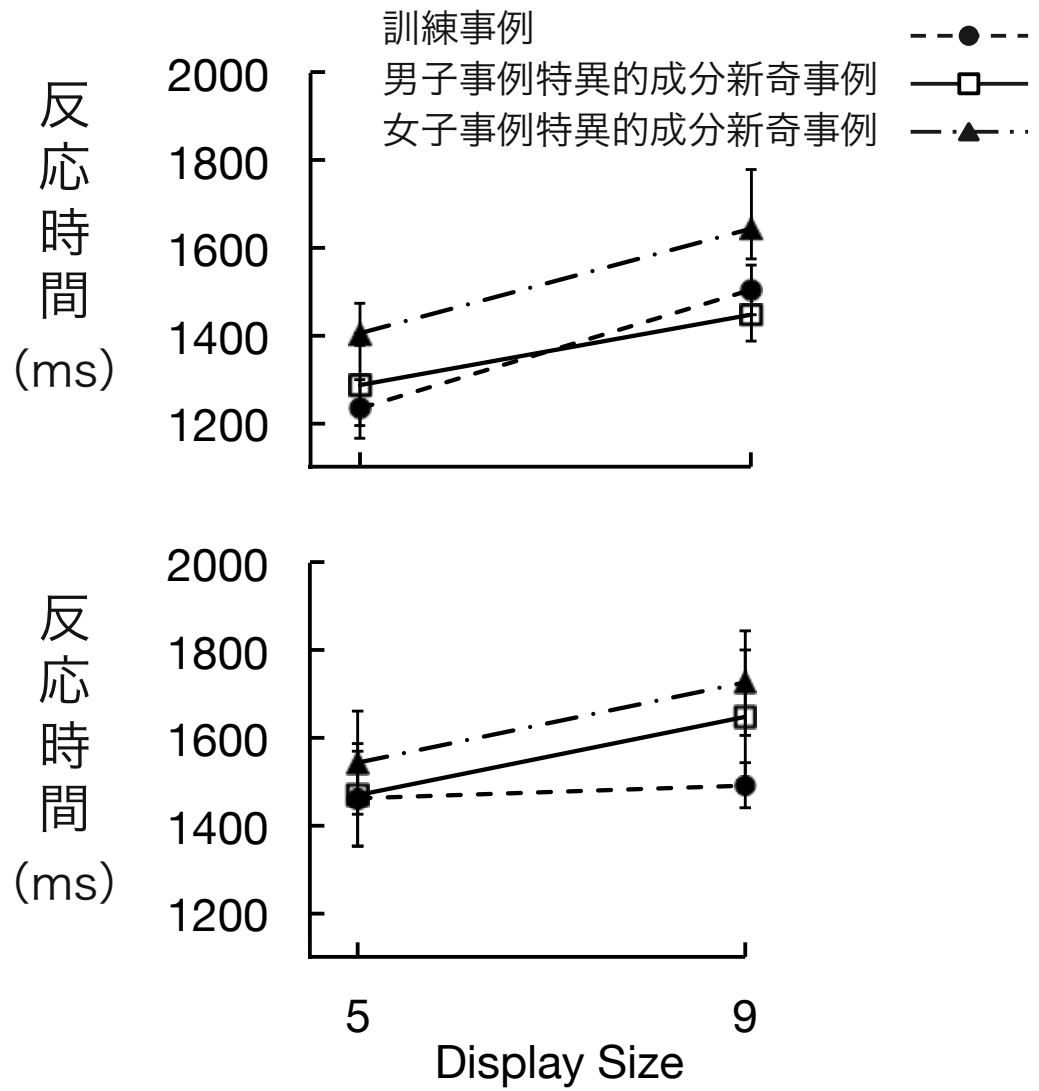 訓練事例
男子事例特異的成分新奇事例
女子事例特異的成分新奇事例
反応時間
(ms)
2000
1800
1600
1400
1200
反応時間
(ms)
2000
1800
1600
1400
1200
5 9
Display Size